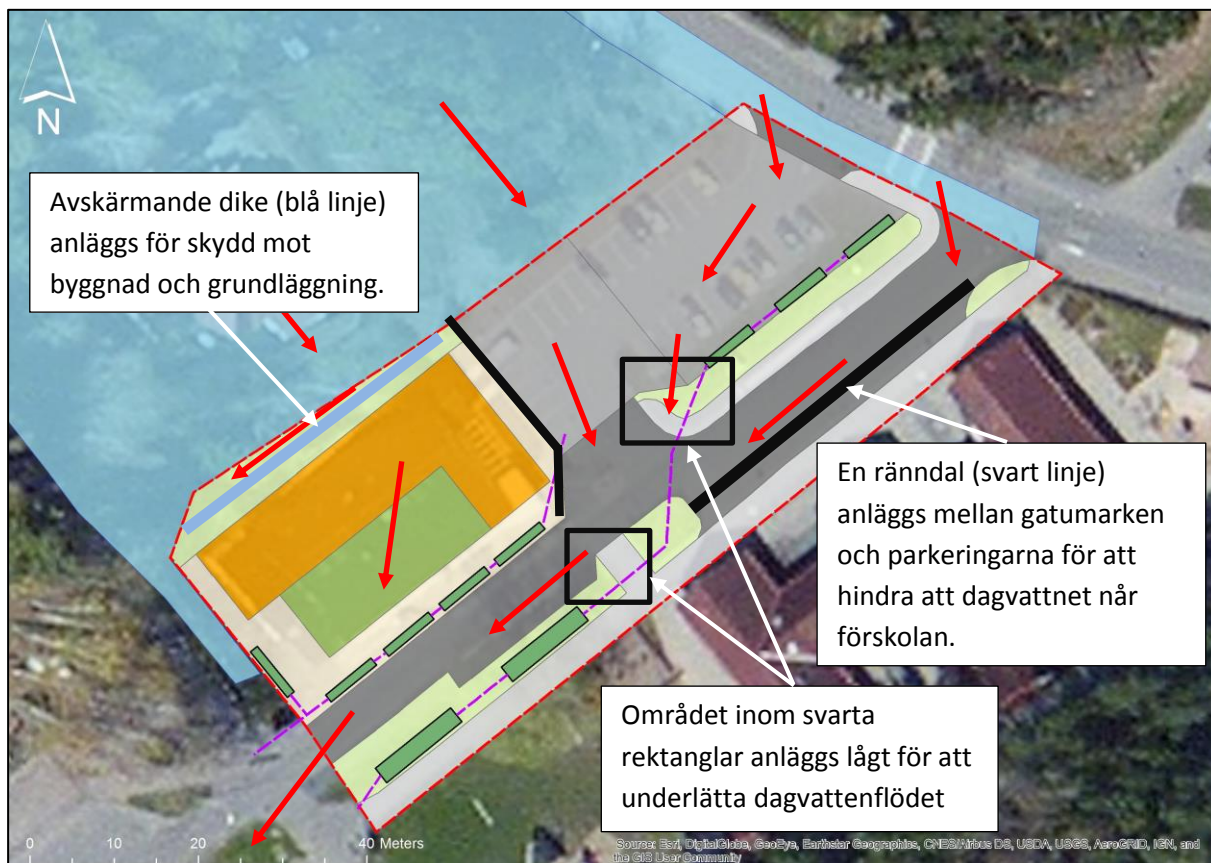 N
Avskärmande dike (blå linje)
anläggs för skydd mot
byggnad och grundläggning.
En ränndal (svart linje)
anläggs mellan gatumarken
och parkeringarna för att
hindra att dagvattnet når
förskolan.
Området inom svarta
rektanglar anläggs lågt för att
underlätta dagvattenflödet
0 20 40 Meters
Source: Esri, DigitalGlobe, GeoEye, Earthstar Geographics, CNES/Airbus DS, USDA, USGS, AeroGRID, IGN, and
the GIS User Community